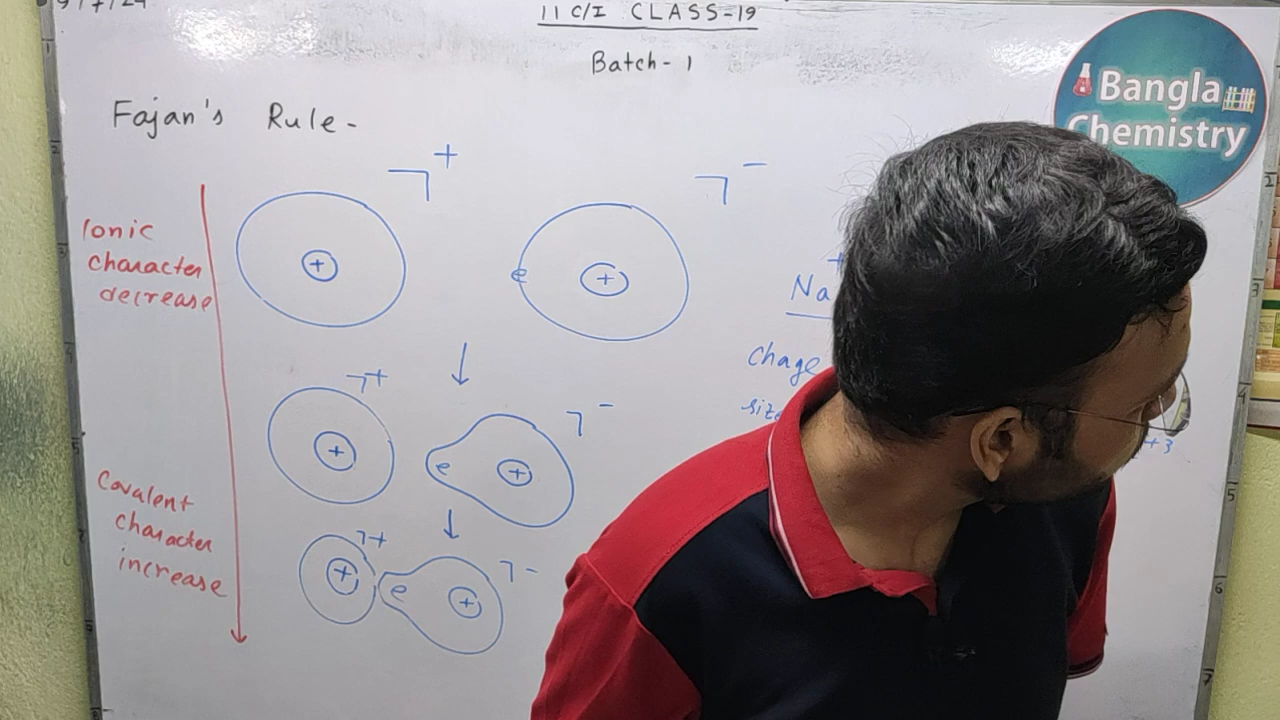 9/7/24
11 C/I CLASS-19
Batch-1
Bangla
Chemistry
Fajan's Rule-
Ionic
character
decrease
Covalent
character
increase
+
-
+
e
+
Na+
chage
size
+3
+
-
+
e
+
+
-
+
e
+